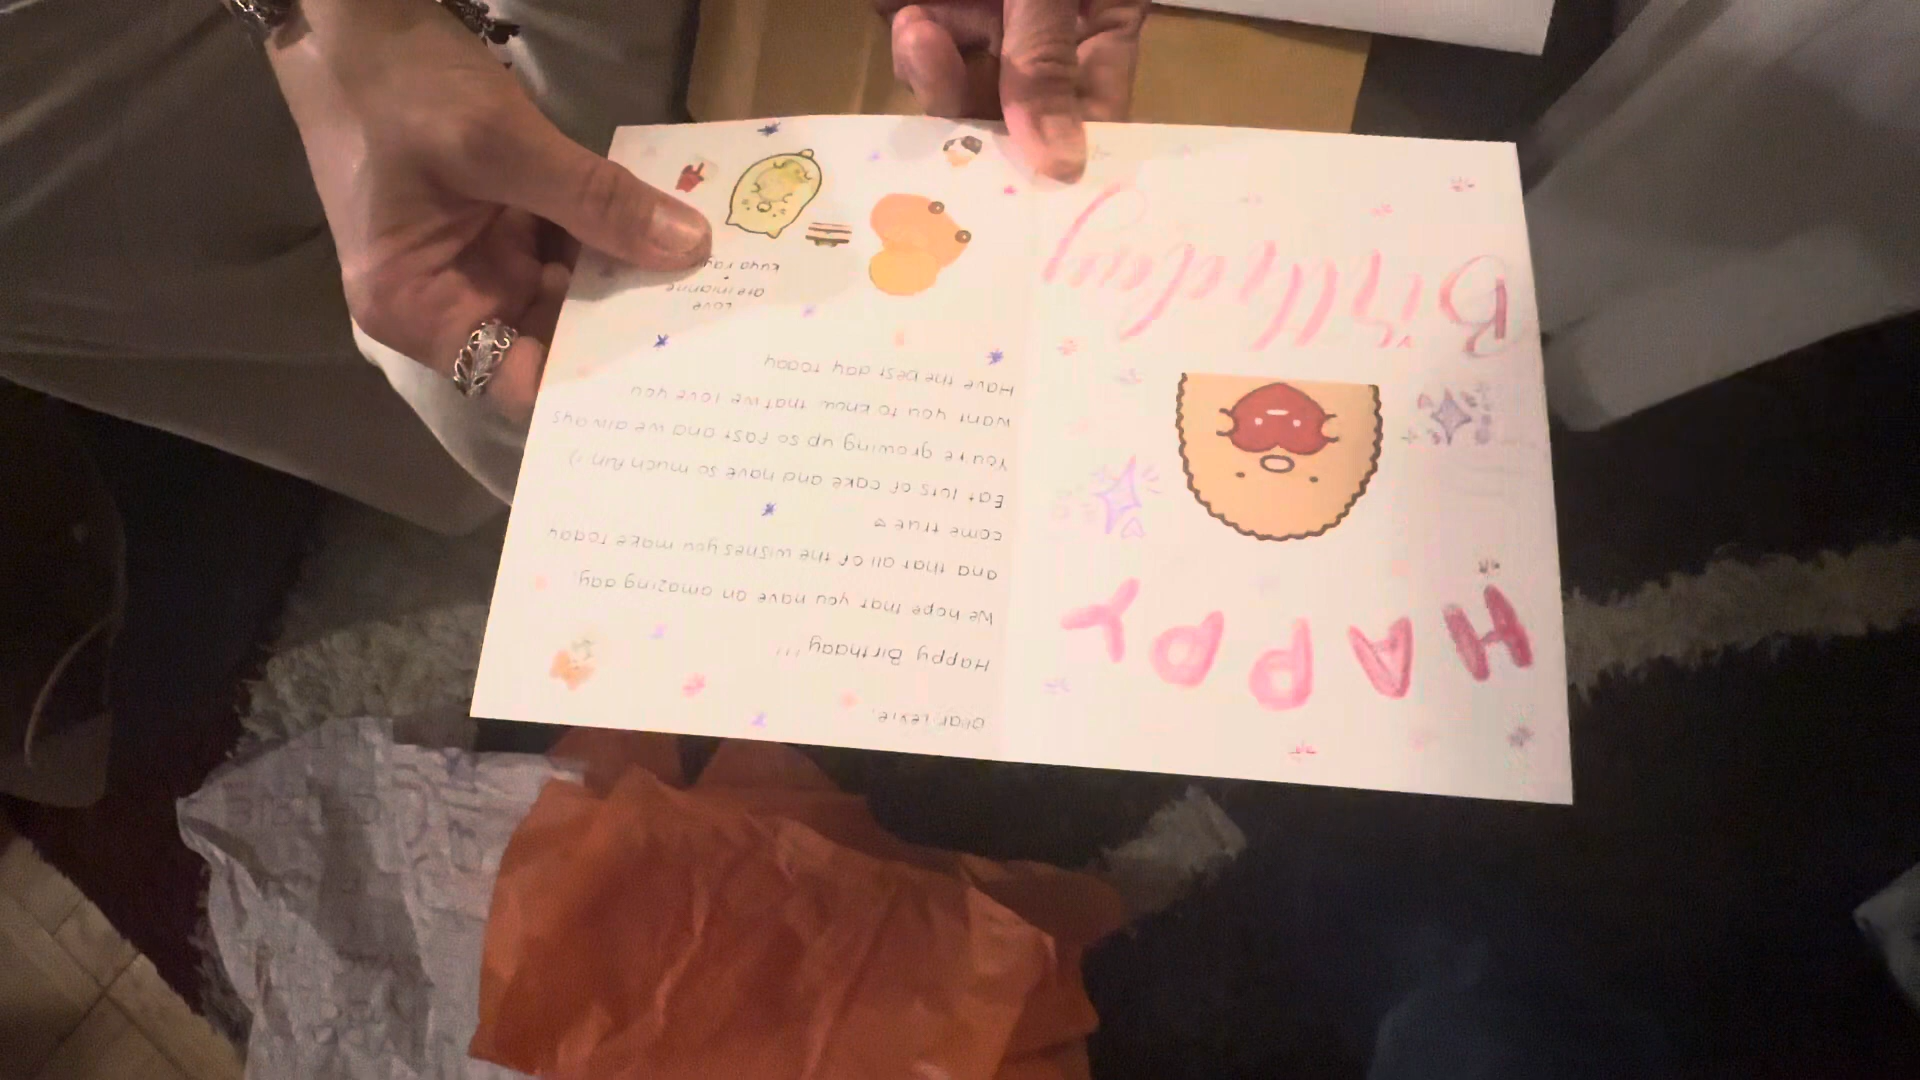 HAPPY
Birthday
Dear Lexie,
Happy Birthday !!!
We hope that you have an amazing day
and that all of the wishes you make today
come true ♡
Eat lots of cake and have so much fun :)
You're growing up so fast and we always
want you to know that we love you
Have the best day today
Love
ate
kuya ray